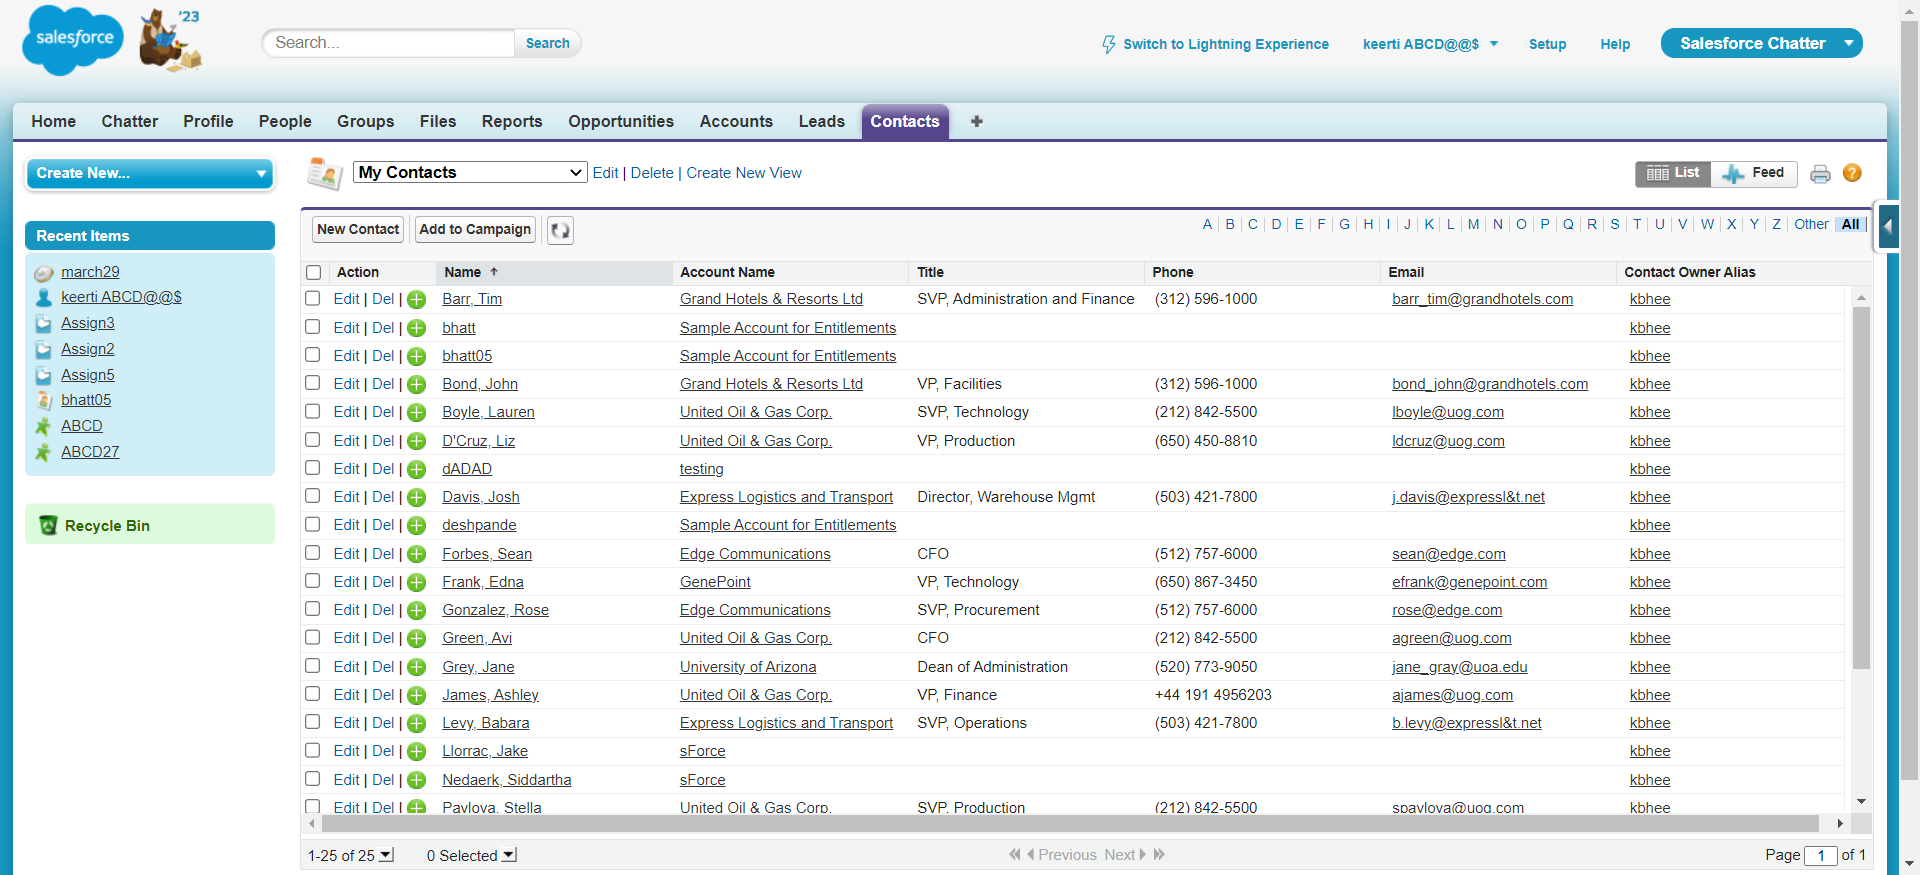 salesforce
'23
Search...
Search
Switch to Lightning Experience
keerti ABCD@@$
Setup
Help
Salesforce Chatter
Home Chatter Profile People Groups Files Reports Opportunities Accounts Leads Contacts +
Create New...
Recent Items
march29
keerti ABCD@@$
Assign3
Assign2
Assign5
bhatt05
ABCD
ABCD27
Recycle Bin
My Contacts Edit | Delete | Create New View
List Feed ?
New Contact Add to Campaign
A | B | C | D | E | F | G | H | I | J | K | L | M | N | O | P | Q | R | S | T | U | V | W | X | Y | Z | Other | All
Action Name Account Name Title Phone Email Contact Owner Alias
Edit | Del | Barr, Tim Grand Hotels & Resorts Ltd SVP, Administration and Finance (312) 596-1000 barr_tim@grandhotels.com kbhee
Edit | Del | bhatt Sample Account for Entitlements kbhee
Edit | Del | bhatt05 Sample Account for Entitlements kbhee
Edit | Del | Bond, John Grand Hotels & Resorts Ltd VP, Facilities (312) 596-1000 bond_john@grandhotels.com kbhee
Edit | Del | Boyle, Lauren United Oil & Gas Corp. SVP, Technology (212) 842-5500 lboyle@uog.com kbhee
Edit | Del | D'Cruz, Liz United Oil & Gas Corp. VP, Production (650) 450-8810 ldcruz@uog.com kbhee
Edit | Del | dADAD testing kbhee
Edit | Del | Davis, Josh Express Logistics and Transport Director, Warehouse Mgmt (503) 421-7800 j.davis@expressl&t.net kbhee
Edit | Del | deshpande Sample Account for Entitlements kbhee
Edit | Del | Forbes, Sean Edge Communications CFO (512) 757-6000 sean@edge.com kbhee
Edit | Del | Frank, Edna GenePoint VP, Technology (650) 867-3450 efrank@genepoint.com kbhee
Edit | Del | Gonzalez, Rose Edge Communications SVP, Procurement (512) 757-6000 rose@edge.com kbhee
Edit | Del | Green, Avi United Oil & Gas Corp. CFO (212) 842-5500 agreen@uog.com kbhee
Edit | Del | Grey, Jane University of Arizona Dean of Administration (520) 773-9050 jane_gray@uoa.edu kbhee
Edit | Del | James, Ashley United Oil & Gas Corp. VP, Finance +44 191 4956203 ajames@uog.com kbhee
Edit | Del | Levy, Babara Express Logistics and Transport SVP, Operations (503) 421-7800 b.levy@expressl&t.net kbhee
Edit | Del | Llorrac, Jake sForce kbhee
Edit | Del | Nedaerk, Siddartha sForce kbhee
Edit | Del | Pavlova, Stella United Oil & Gas Corp. SVP, Production (212) 842-5500 spavlova@uog.com kbhee
1-25 of 25 0 Selected Previous Next Page 1 of 1